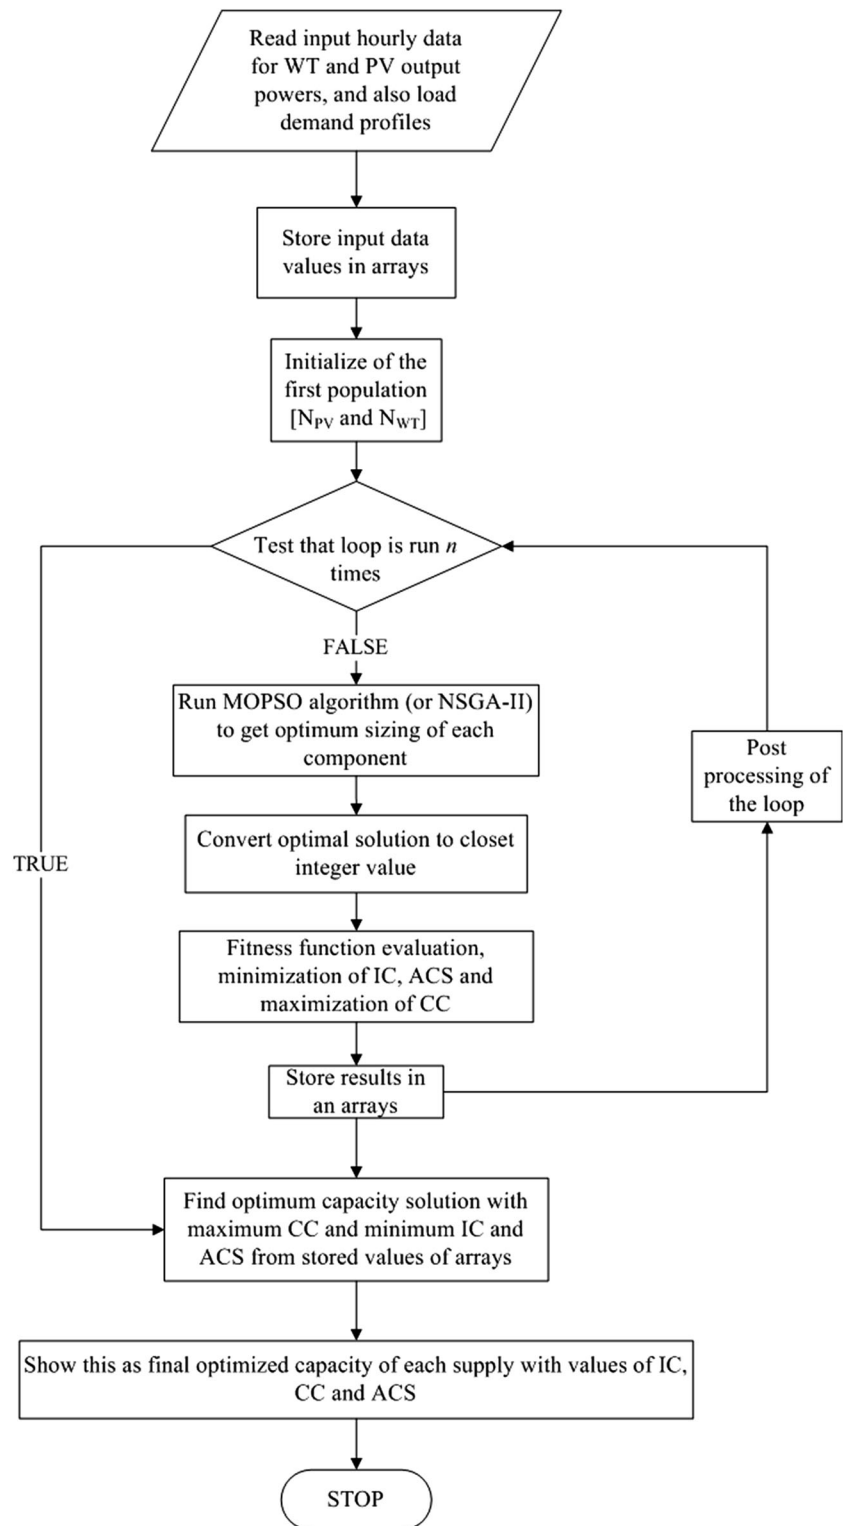 Read input hourly data
for WT and PV output
powers, and also load
demand profiles
Store input data
values in arrays
Initialize of the
first population
[N_PV and N_WT]
Test that loop is run n
times
FALSE
Run MOPSO algorithm (or NSGA-II)
to get optimum sizing of each
component
Post
processing of
the loop
Convert optimal solution to closet
integer value
TRUE
Fitness function evaluation,
minimization of IC, ACS and
maximization of CC
Store results in
an arrays
Find optimum capacity solution with
maximum CC and minimum IC and
ACS from stored values of arrays
Show this as final optimized capacity of each supply with values of IC,
CC and ACS
STOP